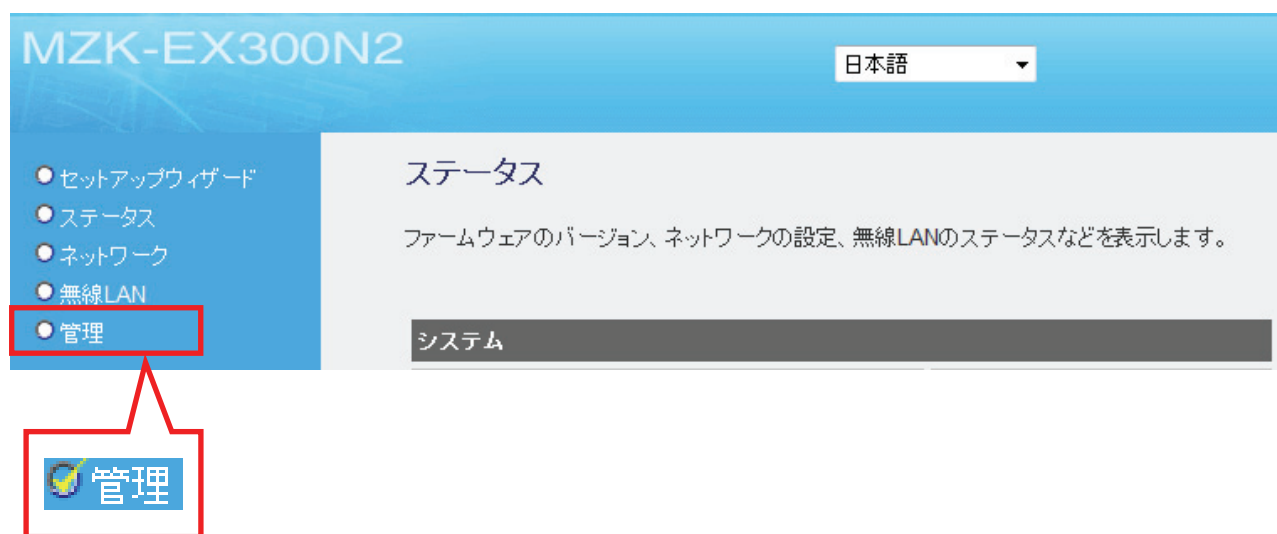 MZK-EX300N2
日本語
セットアップウィザード
ステータス
ネットワーク
無線LAN
管理
ステータス
ファームウェアのバージョン、ネットワークの設定、無線LANのステータスなどを表示します。
システム
管理